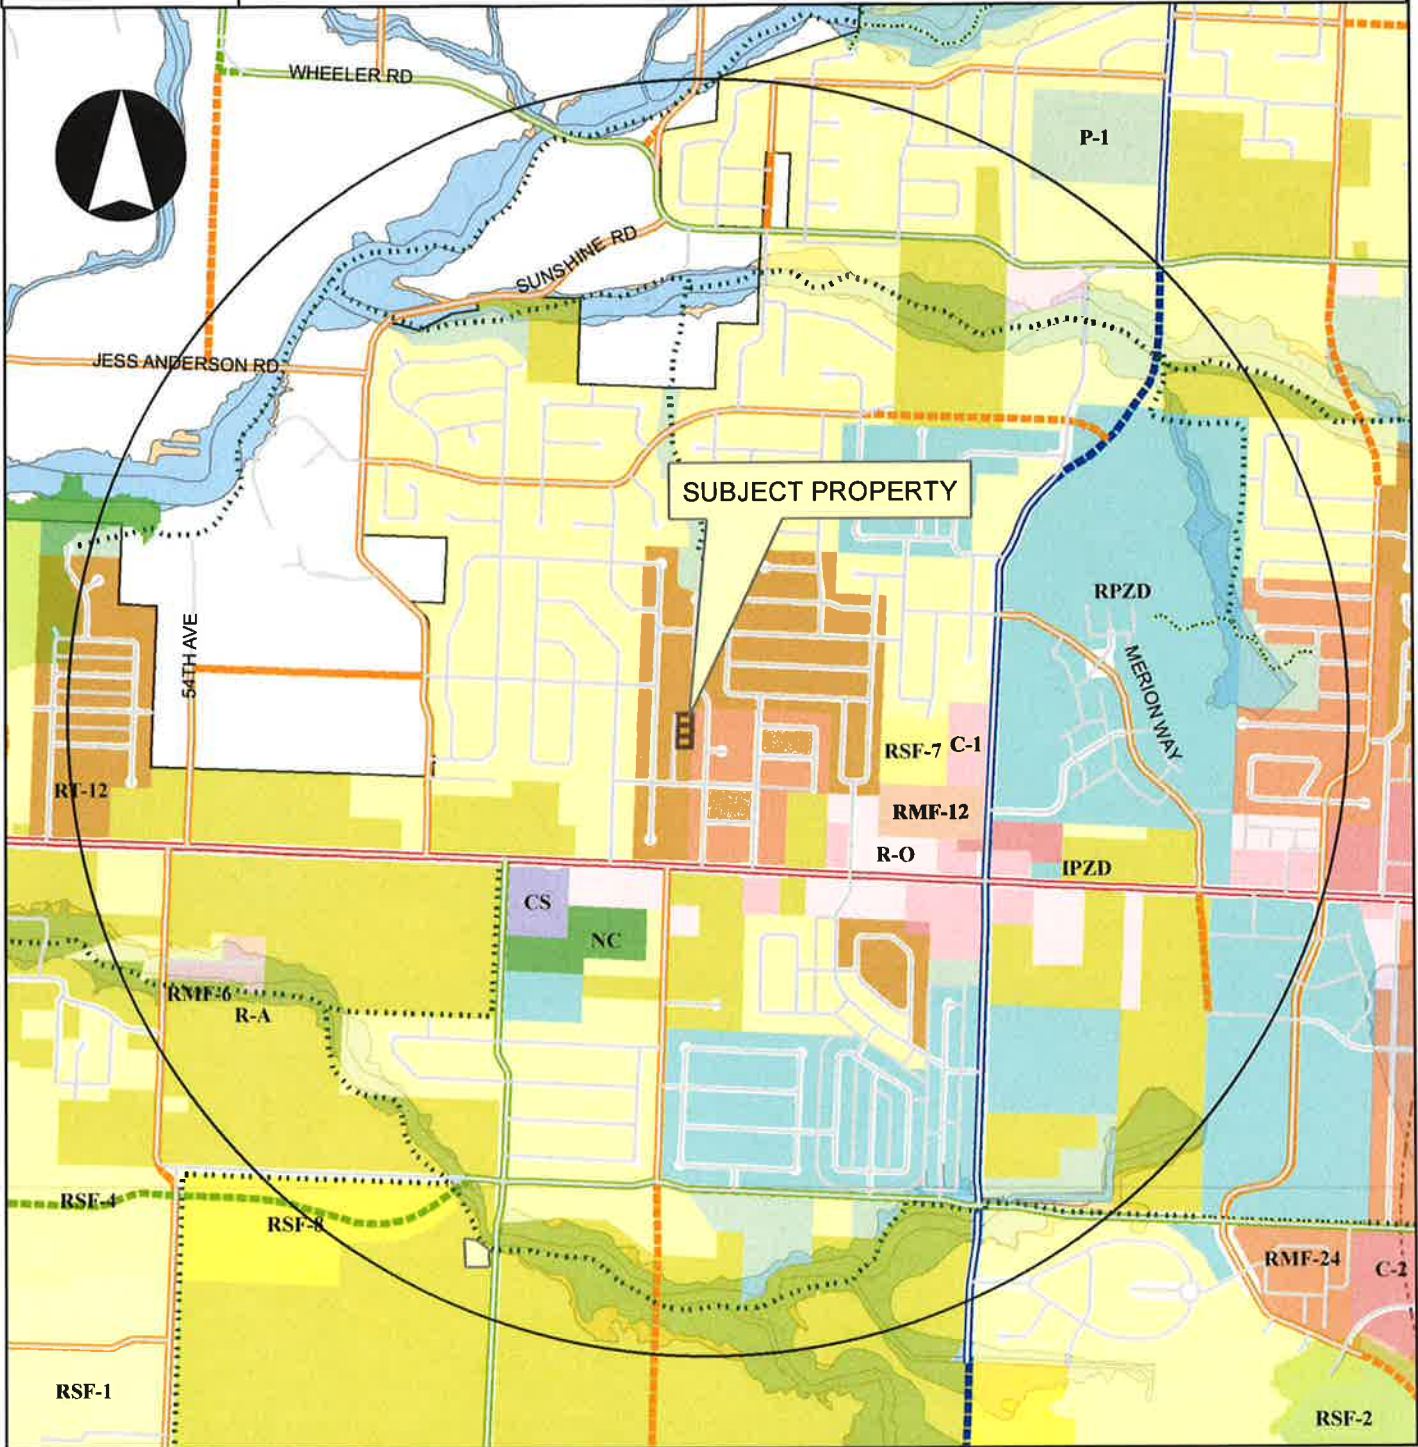 WHEELER RD
P-1
SUNSHINE RD
JESS ANDERSON RD
SUBJECT PROPERTY
RPZD
54TH AVE
MERION WAY
RSF-7
C-1
RT-12
RMF-12
R-O
IPZD
CS
NC
RMF-6
R-A
RSF-4
RSF-8
RMF-24
C-2
RSF-1
RSF-2